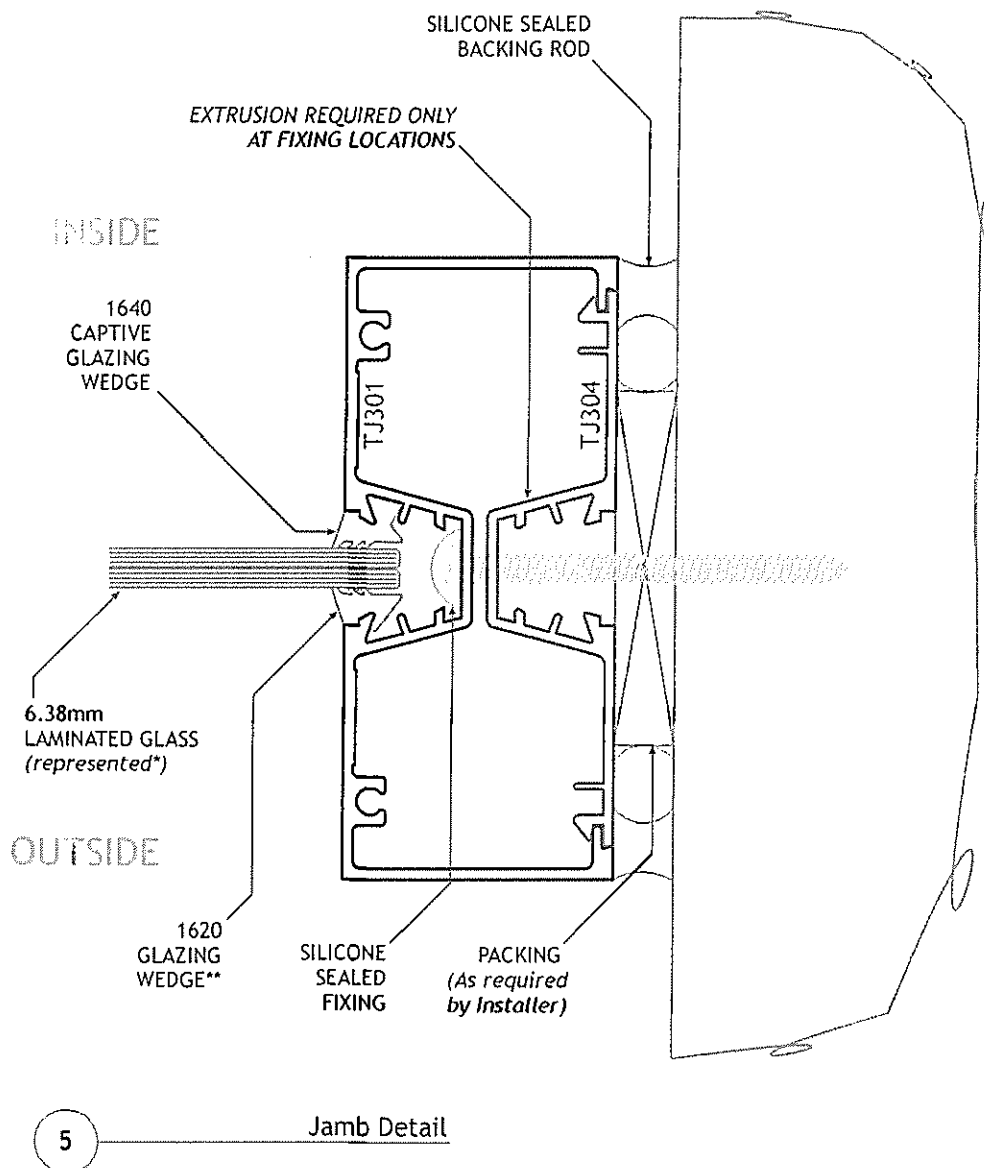 SILICONE SEALED
BACKING ROD
EXTRUSION REQUIRED ONLY
AT FIXING LOCATIONS
INSIDE
1640
CAPTIVE
GLAZING
WEDGE
TJ301
TJ304
6.38mm
LAMINATED GLASS
(represented*)
OUTSIDE
1620
GLAZING
WEDGE**
SILICONE
SEALED
FIXING
PACKING
(As required
by Installer)
5
Jamb Detail